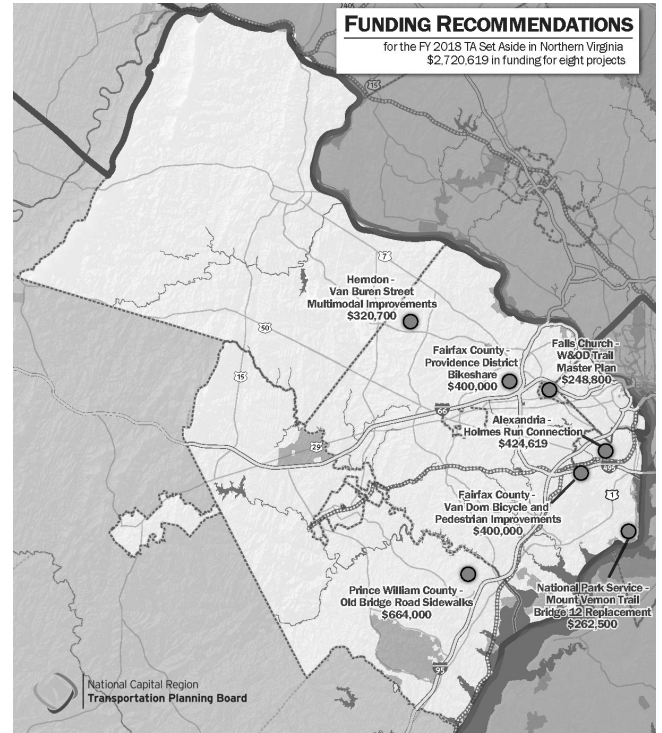 FUNDING RECOMMENDATIONS
for the FY 2018 TA Set Aside in Northern Virginia
$2,720,619 in funding for eight projects
15
7
Herndon -
Van Buren Street
Multimodal Improvements
$320,700
50
Fairfax County -
Providence District
Bikeshare
$400,000
Falls Church -
W&OD Trail
Master Plan
$248,800
15
66
Alexandria -
Holmes Run Connection
$424,619
29
495
Fairfax County -
Van Dorn Bicycle and
Pedestrian Improvements
$400,000
1
Prince William County -
Old Bridge Road Sidewalks
$664,000
National Park Service -
Mount Vernon Trail
Bridge 12 Replacement
$262,500
95
National Capital Region
Transportation Planning Board